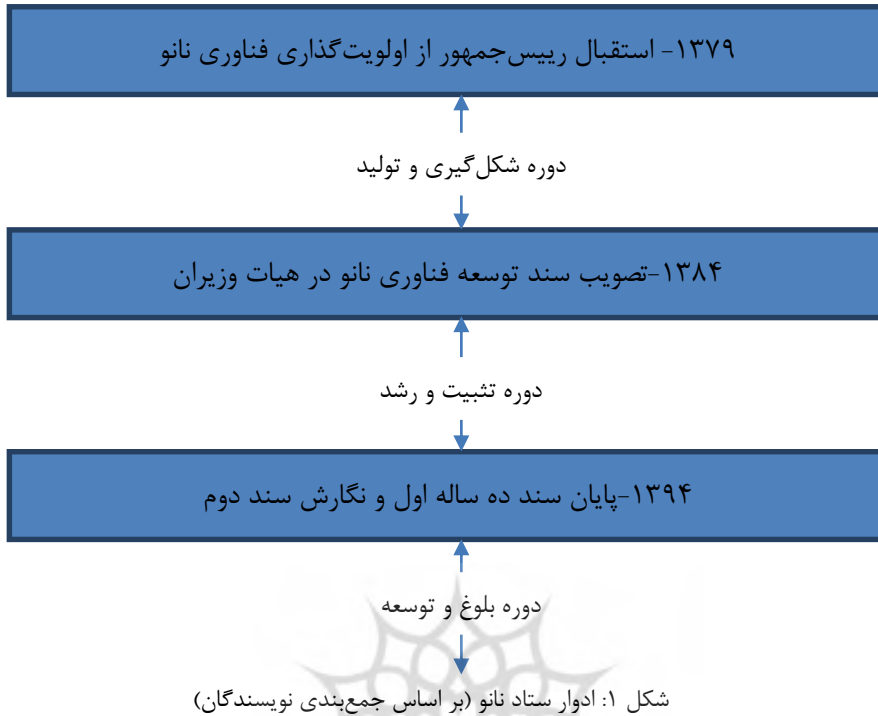 ۱۳۷۹- استقبال رییس‌جمهور از اولویت‌گذاری فناوری نانو
دوره شکل‌گیری و تولید
۱۳۸۴-تصویب سند توسعه فناوری نانو در هیات وزیران
دوره تثبیت و رشد
۱۳۹۴-پایان سند ده ساله اول و نگارش سند دوم
دوره بلوغ و توسعه
شکل ۱: ادوار ستاد نانو (بر اساس جمع‌بندی نویسندگان)